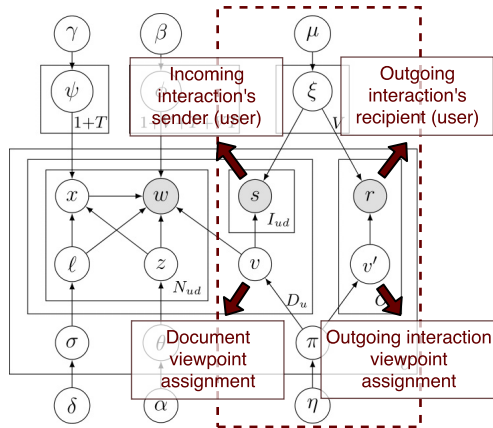 γ
β
μ
ψ
ξ
1+T
V
Incoming
interaction's
sender (user)
Outgoing
interaction's
recipient (user)
x
w
s
r
I_ud
ℓ
z
v
v'
N_ud
D_u
σ
θ
π
Document
viewpoint
assignment
Outgoing interaction
viewpoint
assignment
δ
α
η